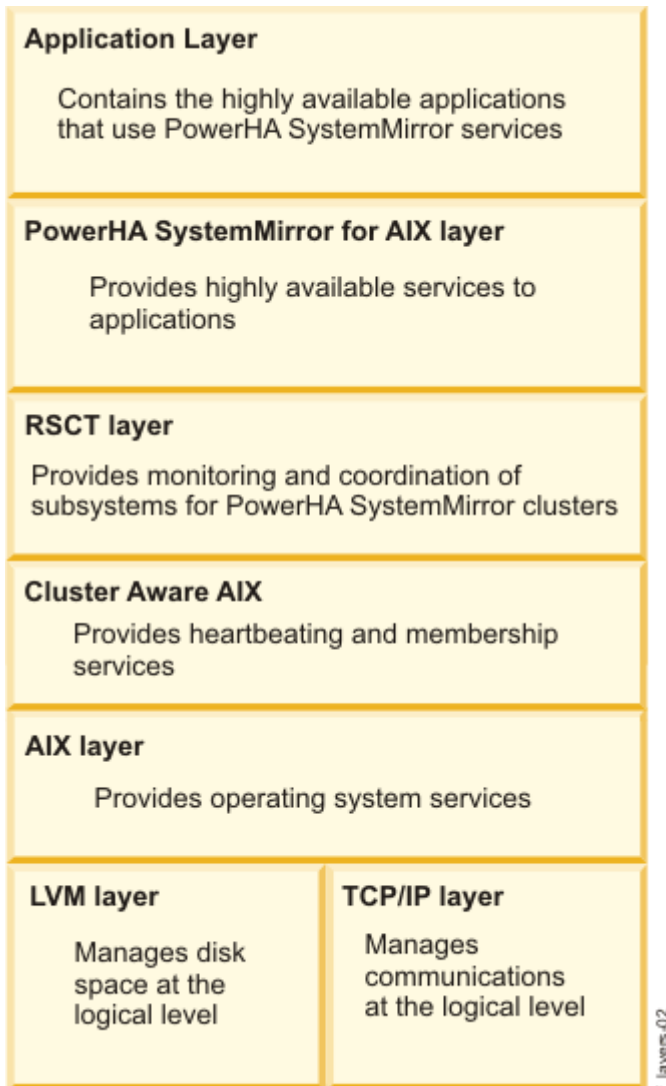 Application Layer
Contains the highly available applications
that use PowerHA SystemMirror services
PowerHA SystemMirror for AIX layer
Provides highly available services to
applications
RSCT layer
Provides monitoring and coordination of
subsystems for PowerHA SystemMirror clusters
Cluster Aware AIX
Provides heartbeating and membership
services
AIX layer
Provides operating system services
LVM layer
Manages disk
space at the
logical level
TCP/IP layer
Manages
communications
at the logical level
layers-02